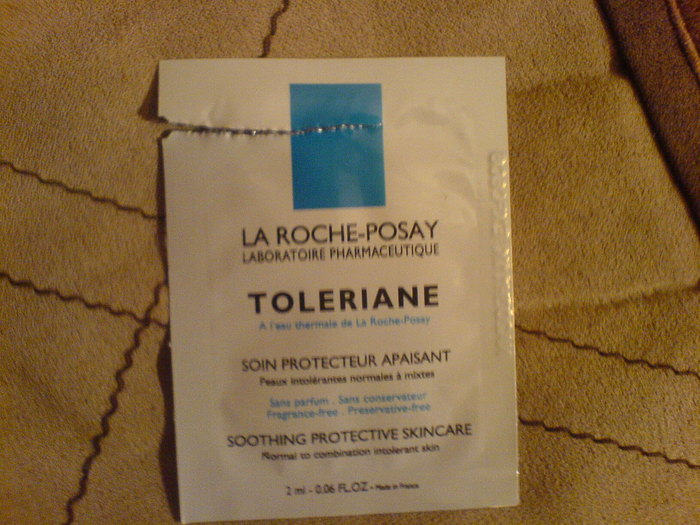 LA ROCHE-POSAY
LABORATOIRE PHARMACEUTIQUE
TOLERIANE
A l'eau thermale de La Roche-Posay
SOIN PROTECTEUR APAISANT
Peaux intolérantes normales à mixtes
Sans parfum . Sans conservateur
Fragrance-free . Preservative-free
SOOTHING PROTECTIVE SKINCARE
Normal to combination intolerant skin
2 ml - 0.06 FL.OZ - Made in France